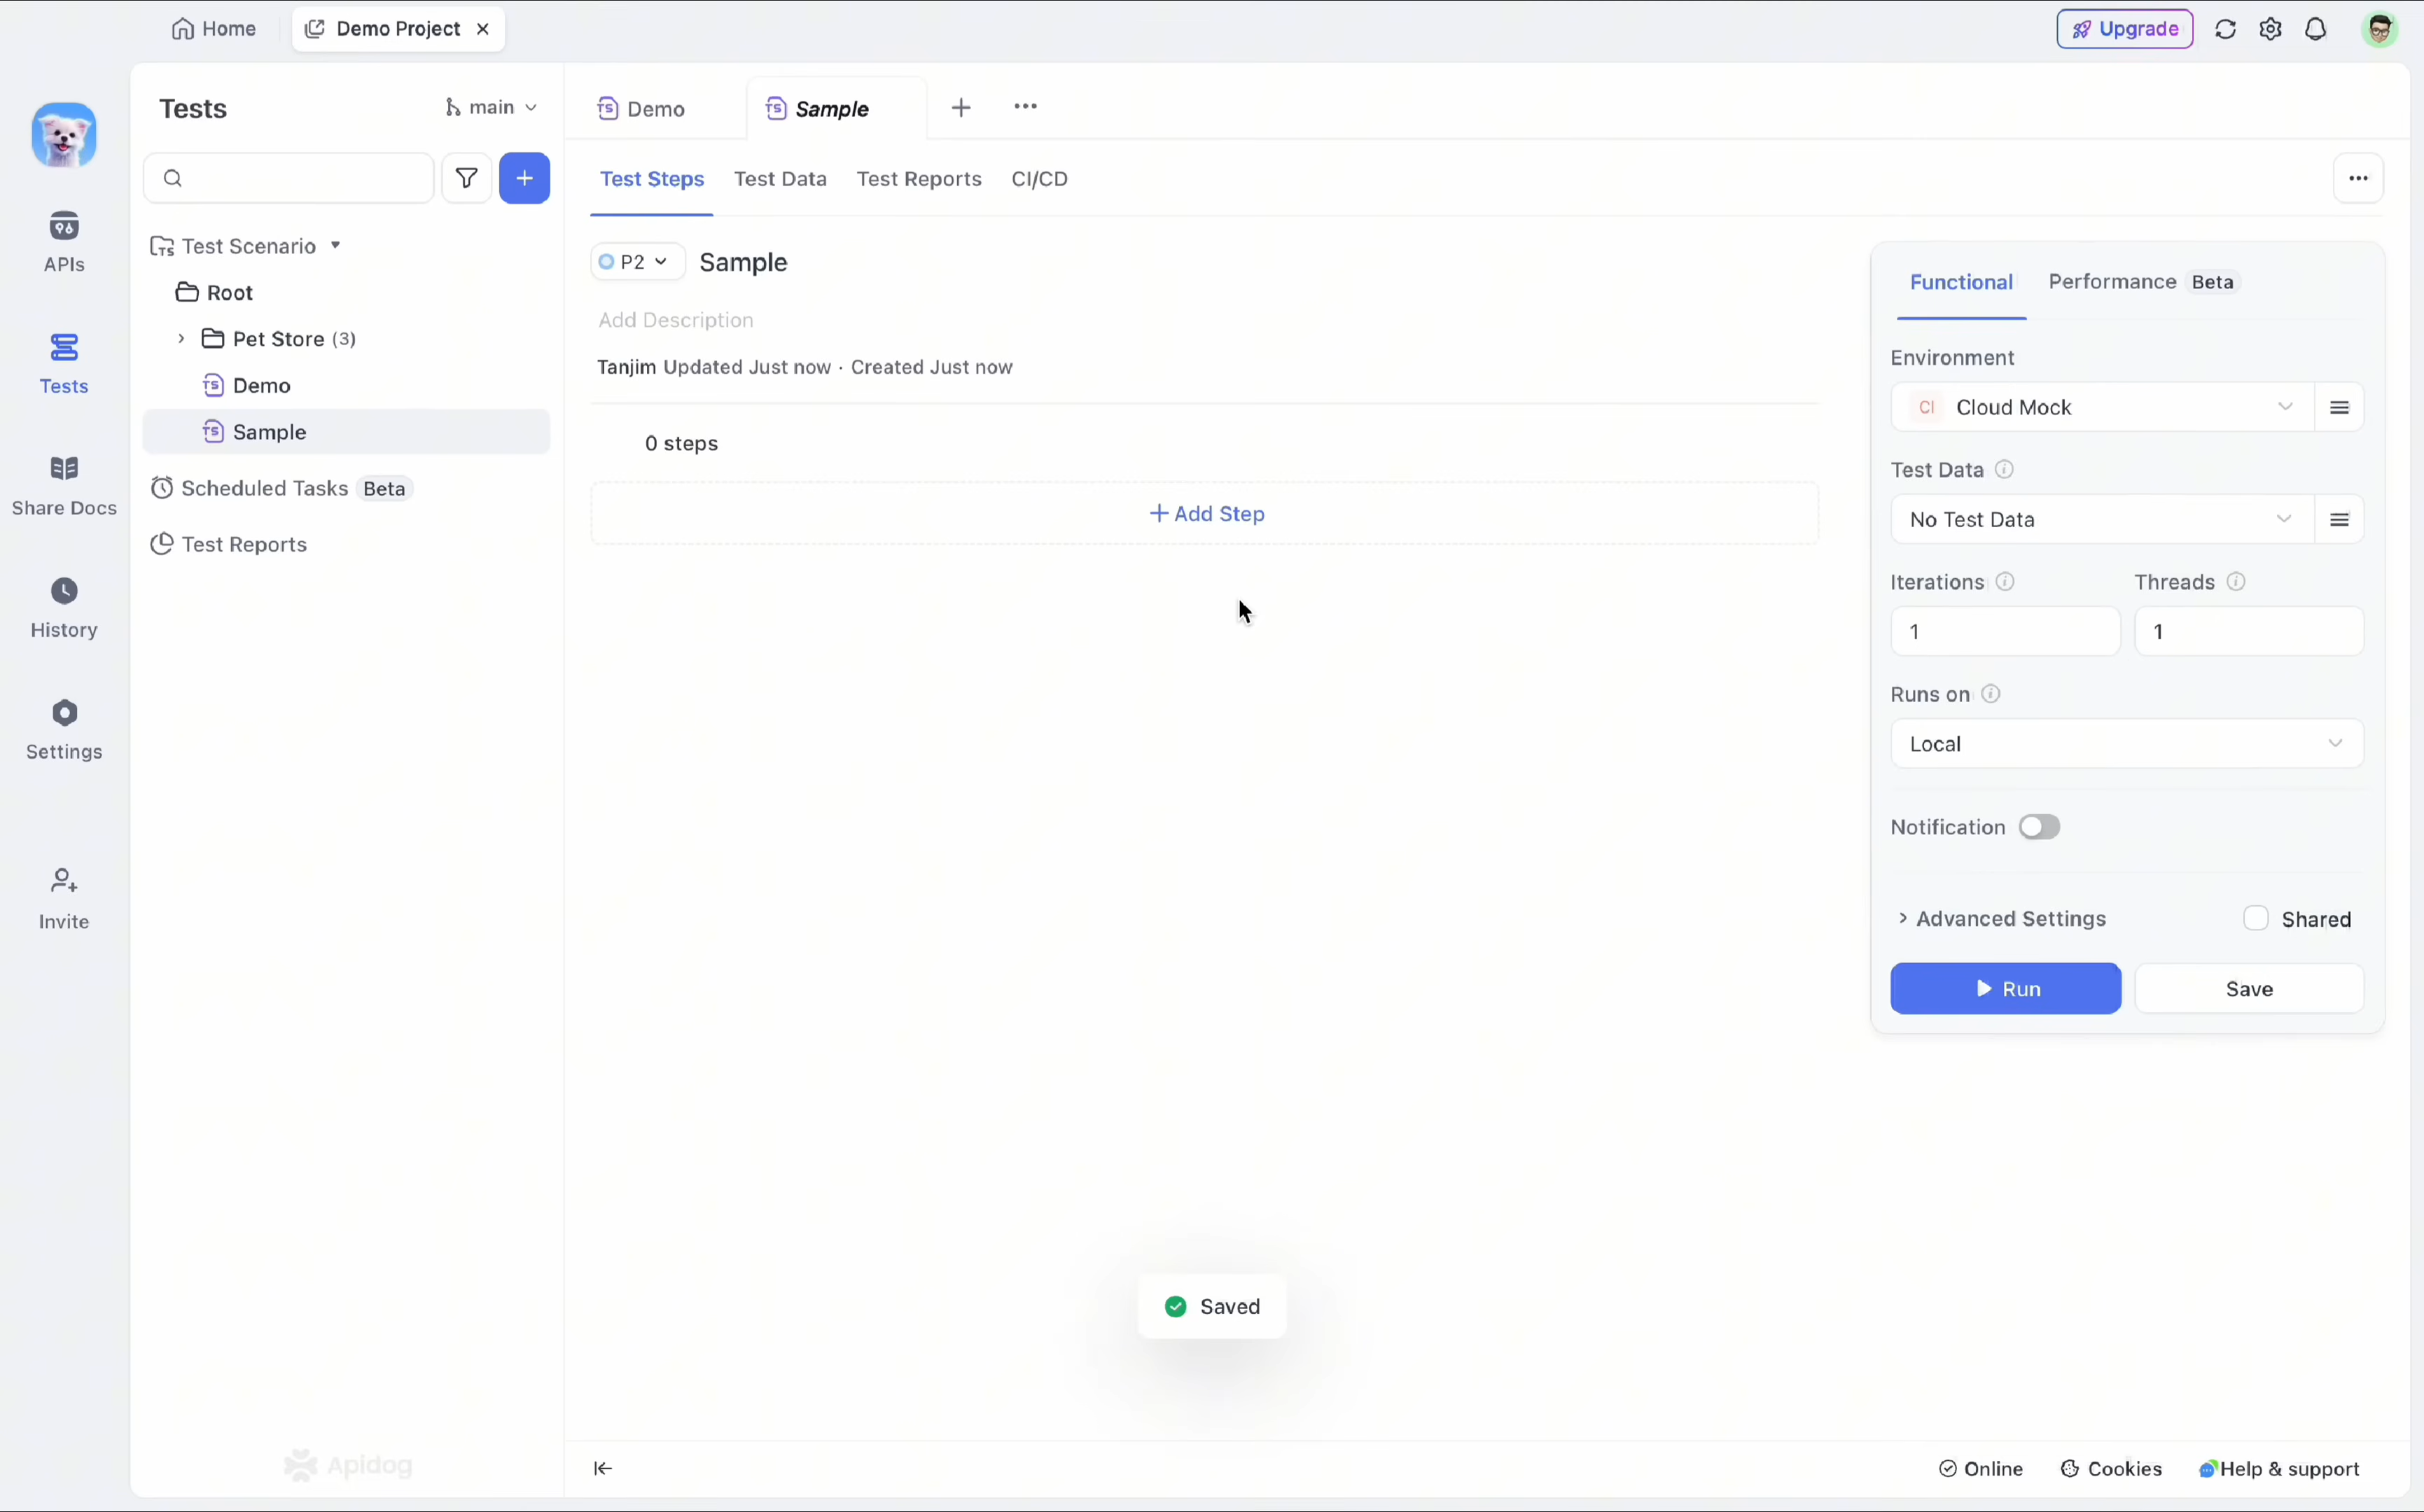 Home
Demo Project
Upgrade
APIs
Tests
Share Docs
History
Settings
Invite
Tests
main
Test Scenario
Root
Pet Store (3)
Demo
Sample
Scheduled Tasks Beta
Test Reports
Apidog
Demo
Sample
Test Steps
Test Data
Test Reports
CI/CD
P2
Sample
Add Description
Tanjim Updated Just now · Created Just now
0 steps
Add Step
Functional
Performance Beta
Environment
CI Cloud Mock
Test Data
No Test Data
Iterations
Threads
1
1
Runs on
Local
Notification
Advanced Settings
Shared
Run
Save
Saved
Online
Cookies
Help & support